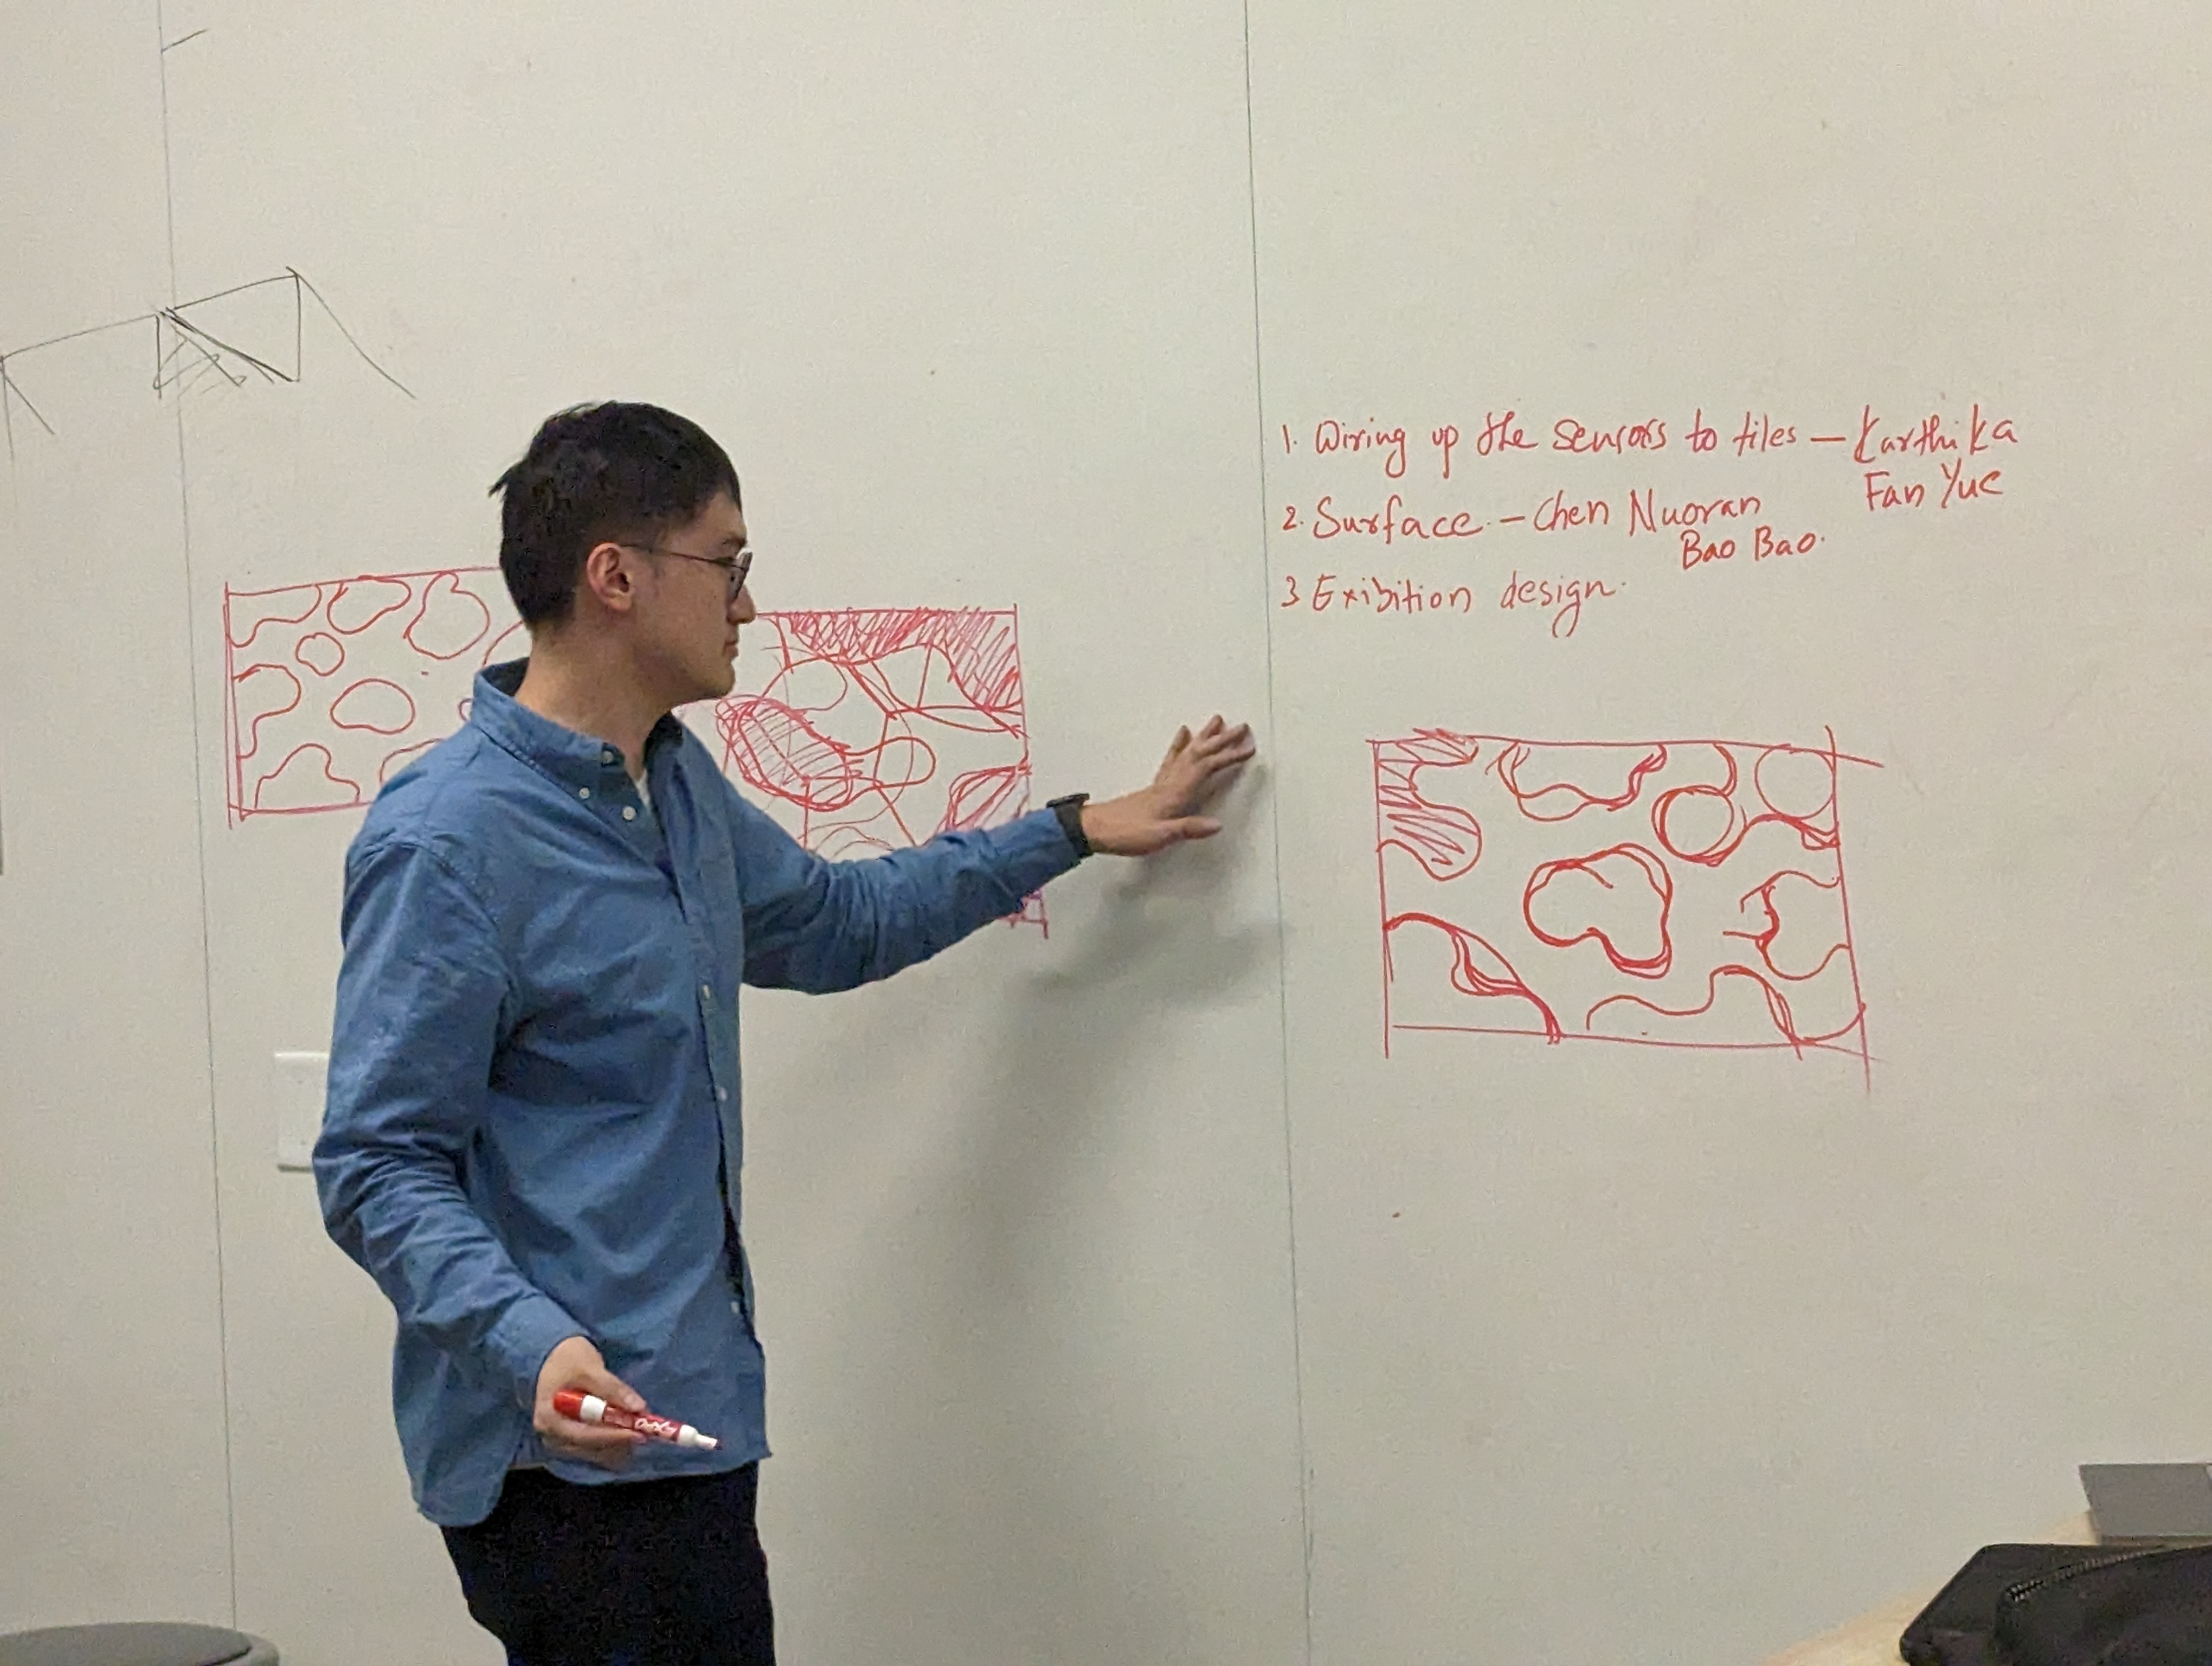 1. Wiring up the sensors to tiles — Karthika
Fan Yue
2. Surface. — Chen Nuoran
Bao Bao.
3 Exibition design.